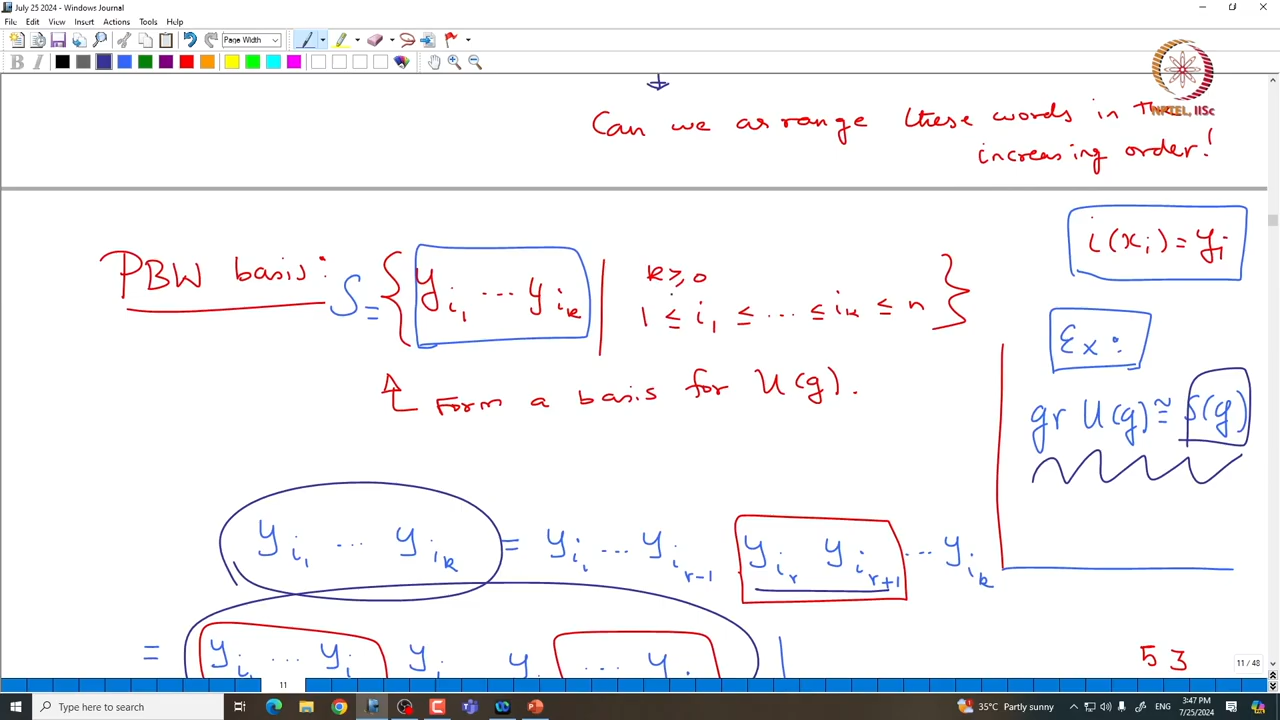 July 25 2024 - Windows Journal
File Edit View Insert Actions Tools Help
Page Width
B I
NPTEL, IISc
Can we arrange these words in the
increasing order!
i(x_i) = y_i
PBW basis: S = { y_{i_1} ... y_{i_k} | k ≥ 0
1 ≤ i_1 ≤ ... ≤ i_k ≤ n }
Ex:
Form a basis for U(g).
gr U(g) ≅ S(g)
y_{i_1} ... y_{i_k} = y_{i_1} ... y_{i_{r-1}} y_{i_r} y_{i_{r+1}} ... y_{i_k}
53
11 / 48
11
Type here to search
35°C Partly sunny
3:47 PM
7/25/2024